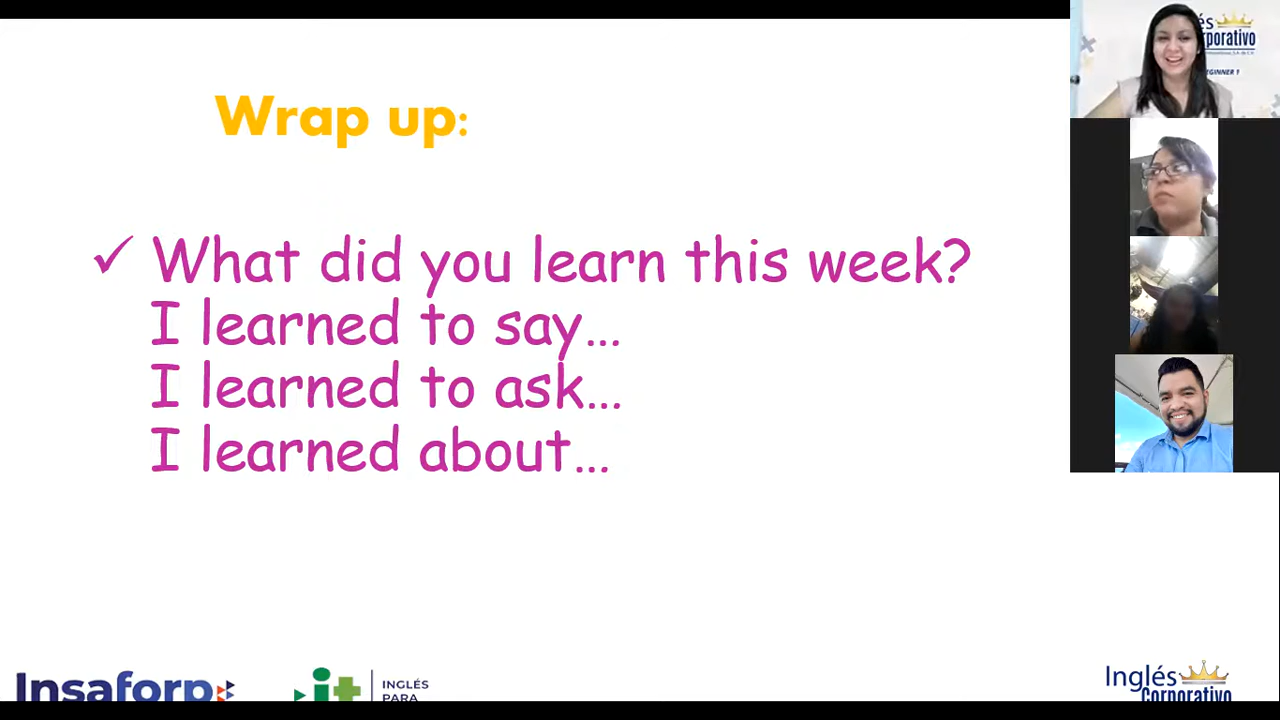 Wrap up:
✓ What did you learn this week?
I learned to say...
I learned to ask...
I learned about...
Insaforp
it
INGLÉS
PARA
Inglés
Corporativo